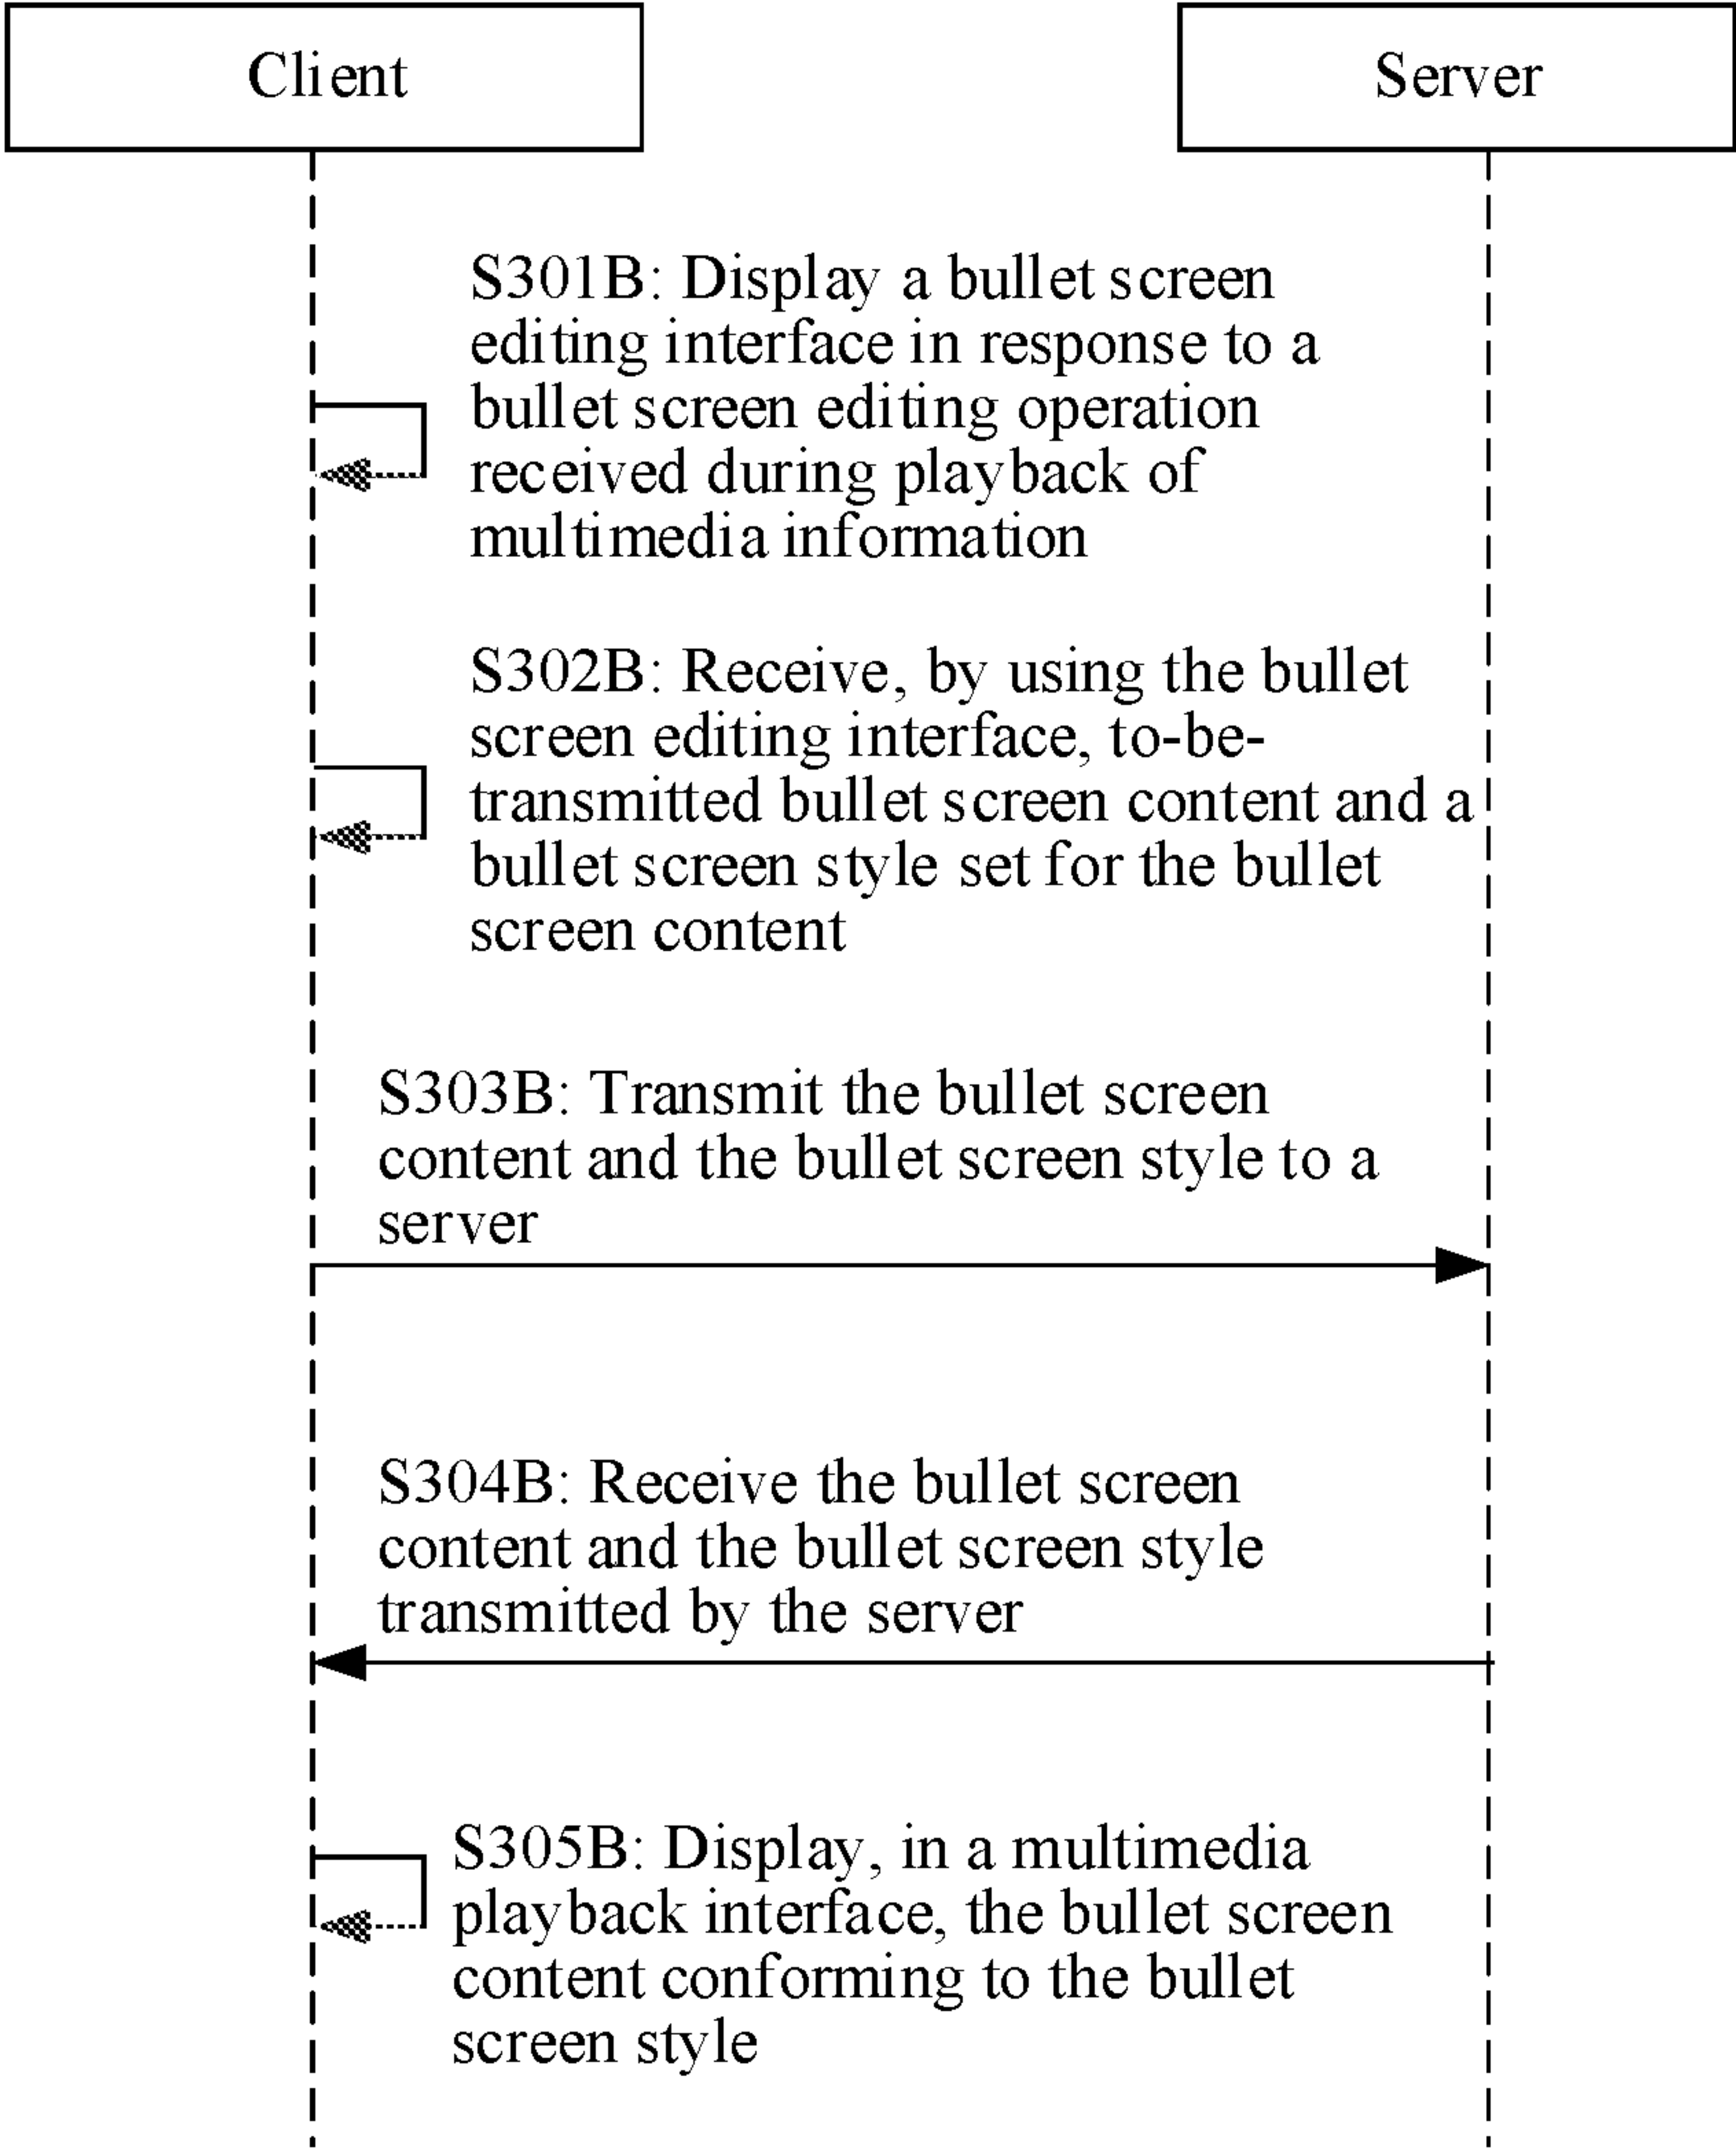 Client
Server
S301B: Display a bullet screen
editing interface in response to a
bullet screen editing operation
received during playback of
multimedia information
S302B: Receive, by using the bullet
screen editing interface, to-be-
transmitted bullet screen content and a
bullet screen style set for the bullet
screen content
S303B: Transmit the bullet screen
content and the bullet screen style to a
server
S304B: Receive the bullet screen
content and the bullet screen style
transmitted by the server
S305B: Display, in a multimedia
playback interface, the bullet screen
content conforming to the bullet
screen style